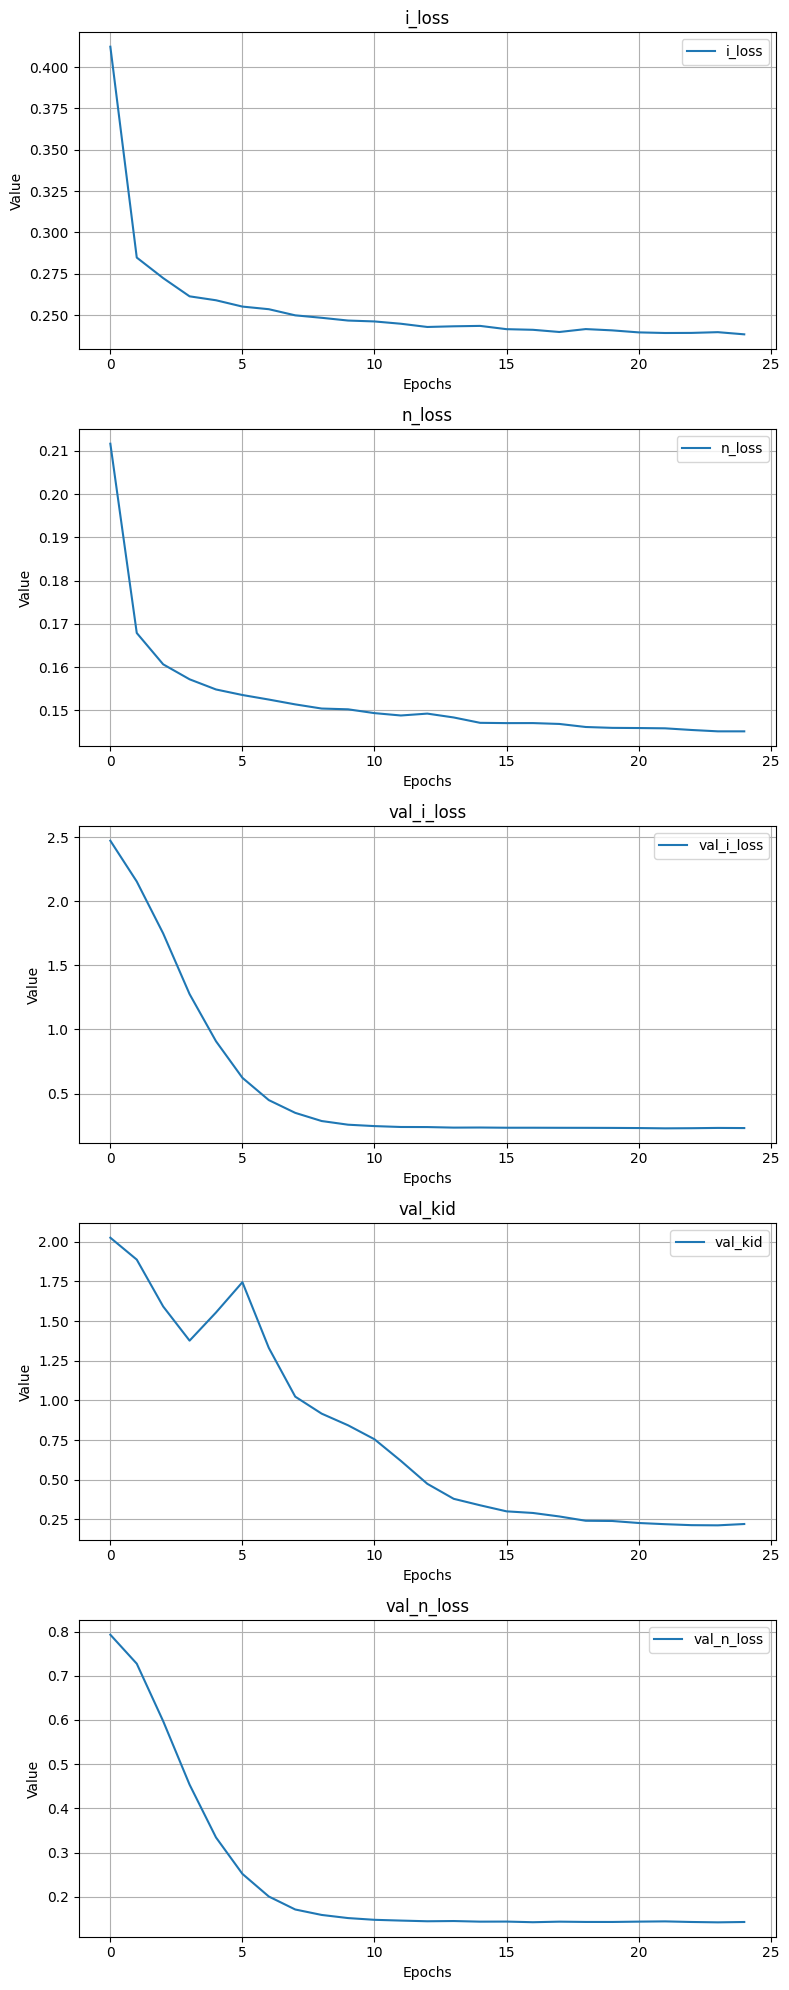 i_loss
i_loss
0.400
0.375
0.350
0.325
0.300
0.275
0.250
Value
0 5 10 15 20 25
Epochs
n_loss
n_loss
0.21
0.20
0.19
0.18
0.17
0.16
0.15
Value
0 5 10 15 20 25
Epochs
val_i_loss
val_i_loss
2.5
2.0
1.5
1.0
0.5
Value
0 5 10 15 20 25
Epochs
val_kid
val_kid
2.00
1.75
1.50
1.25
1.00
0.75
0.50
0.25
Value
0 5 10 15 20 25
Epochs
val_n_loss
val_n_loss
0.8
0.7
0.6
0.5
0.4
0.3
0.2
Value
0 5 10 15 20 25
Epochs